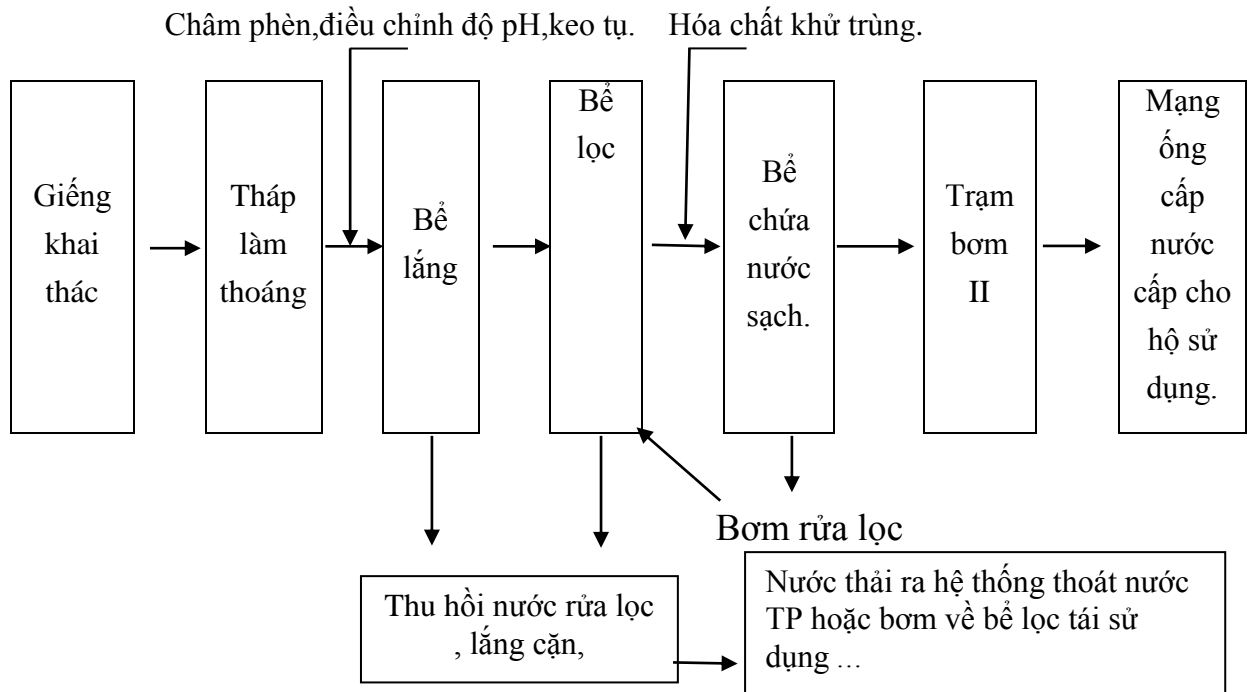 Châm phèn,điều chỉnh độ pH,keo tụ.
Hóa chất khử trùng.
Giếng
khai
thác
Tháp
làm
thoáng
Bể
lắng
Bể
lọc
Bể
chứa
nước
sạch.
Trạm
bơm
II
Mạng
ống
cấp
nước
cấp cho
hộ sử
dụng.
Bơm rửa lọc
Thu hồi nước rửa lọc
, lắng cặn,
Nước thải ra hệ thống thoát nước
TP hoặc bơm về bể lọc tái sử
dụng ...